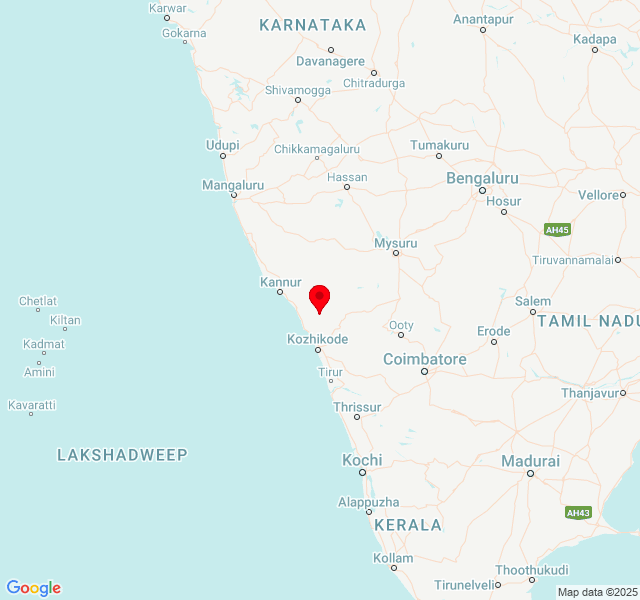 Karwar
KARNATAKA
Anantapur
Gokarna
Kadapa
Davanagere
Chitradurga
Shivamogga
Udupi
Chikkamagaluru
Tumakuru
Mangaluru
Hassan
Bengaluru
Vellore
Hosur
AH45
Mysuru
Tiruvannamalai
Kannur
Chetlat
Kiltan
Salem
TAMIL NADU
Ooty
Erode
Kozhikode
Kadmat
Coimbatore
Amini
Tirur
Kavaratti
Thrissur
Thanjavur
LAKSHADWEEP
Kochi
Madurai
Alappuzha
AH43
KERALA
Kollam
Thoothukudi
Tirunelveli
Google
Map data ©2025